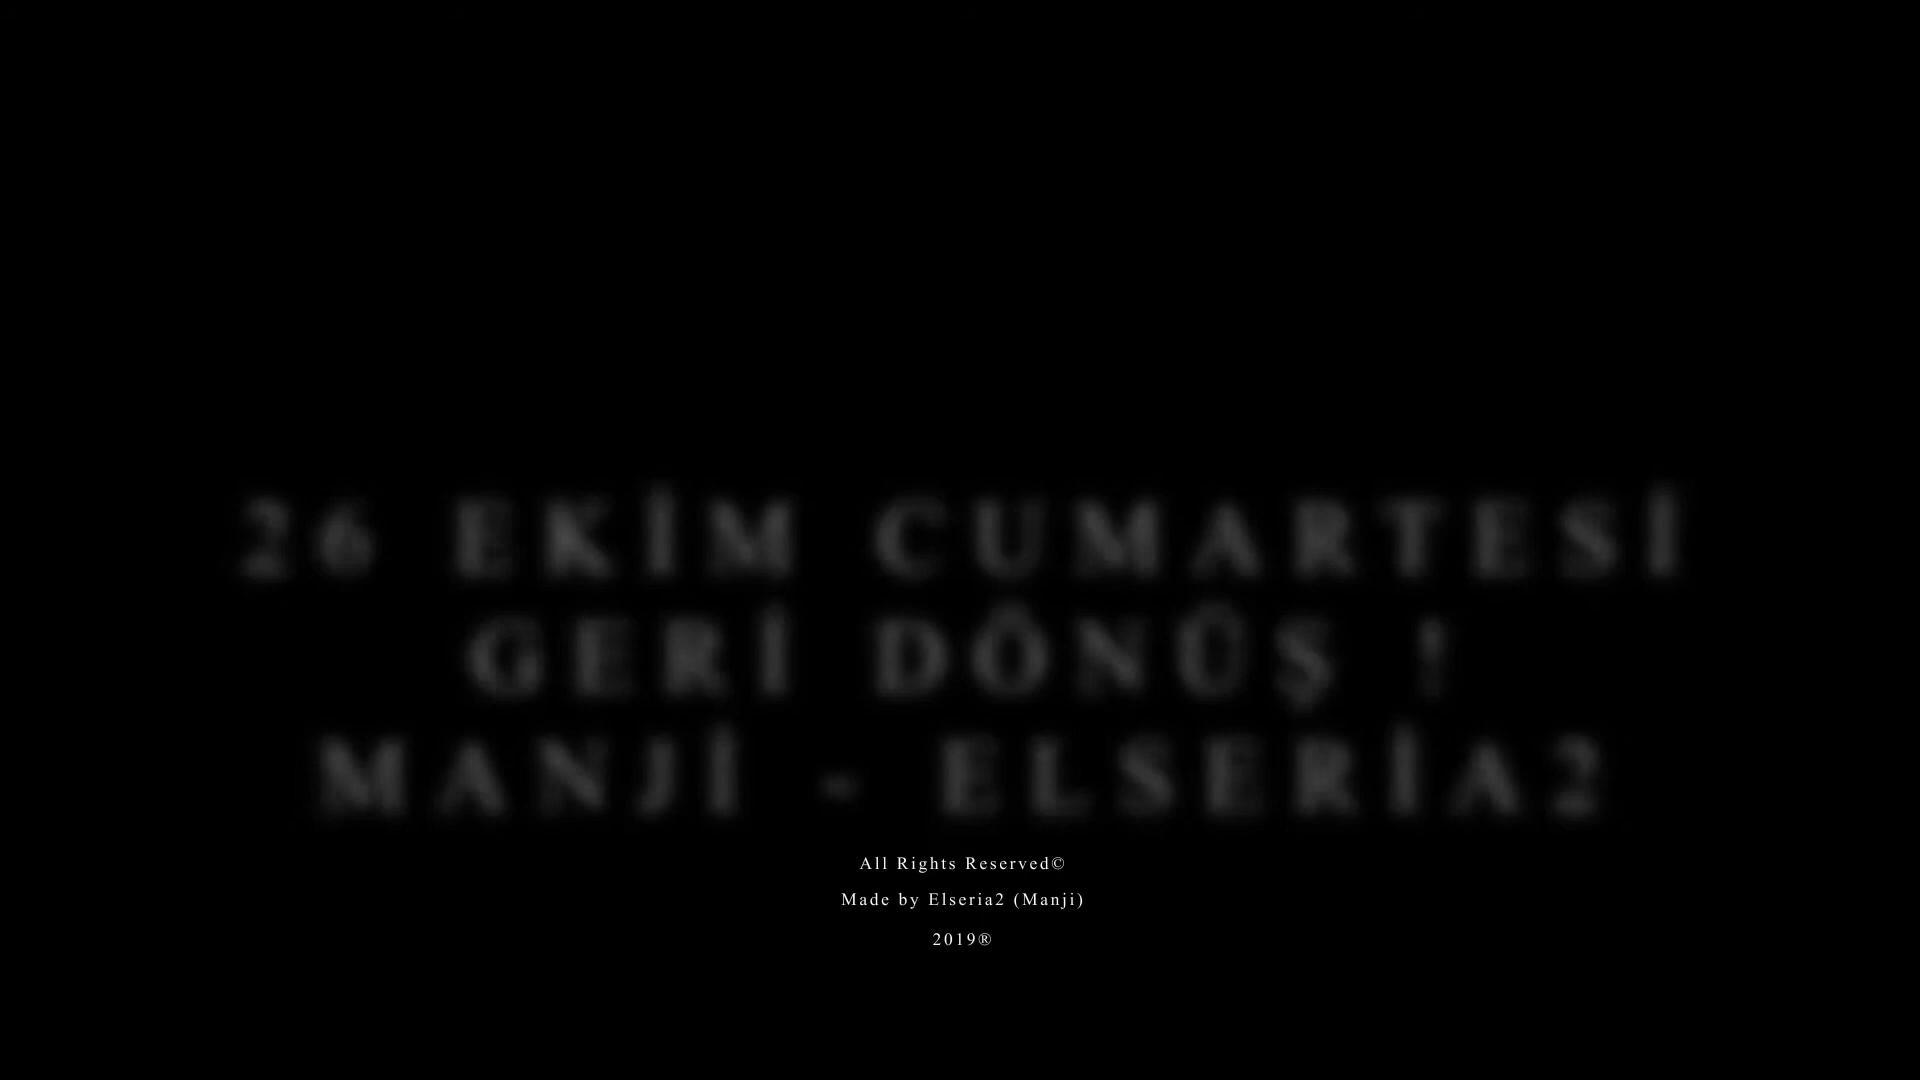 26 EKİM CUMARTESİ
GERİ DÖNÜŞ !
MANJİ - ELSERİA2
All Rights Reserved©
Made by Elseria2 (Manji)
2019®